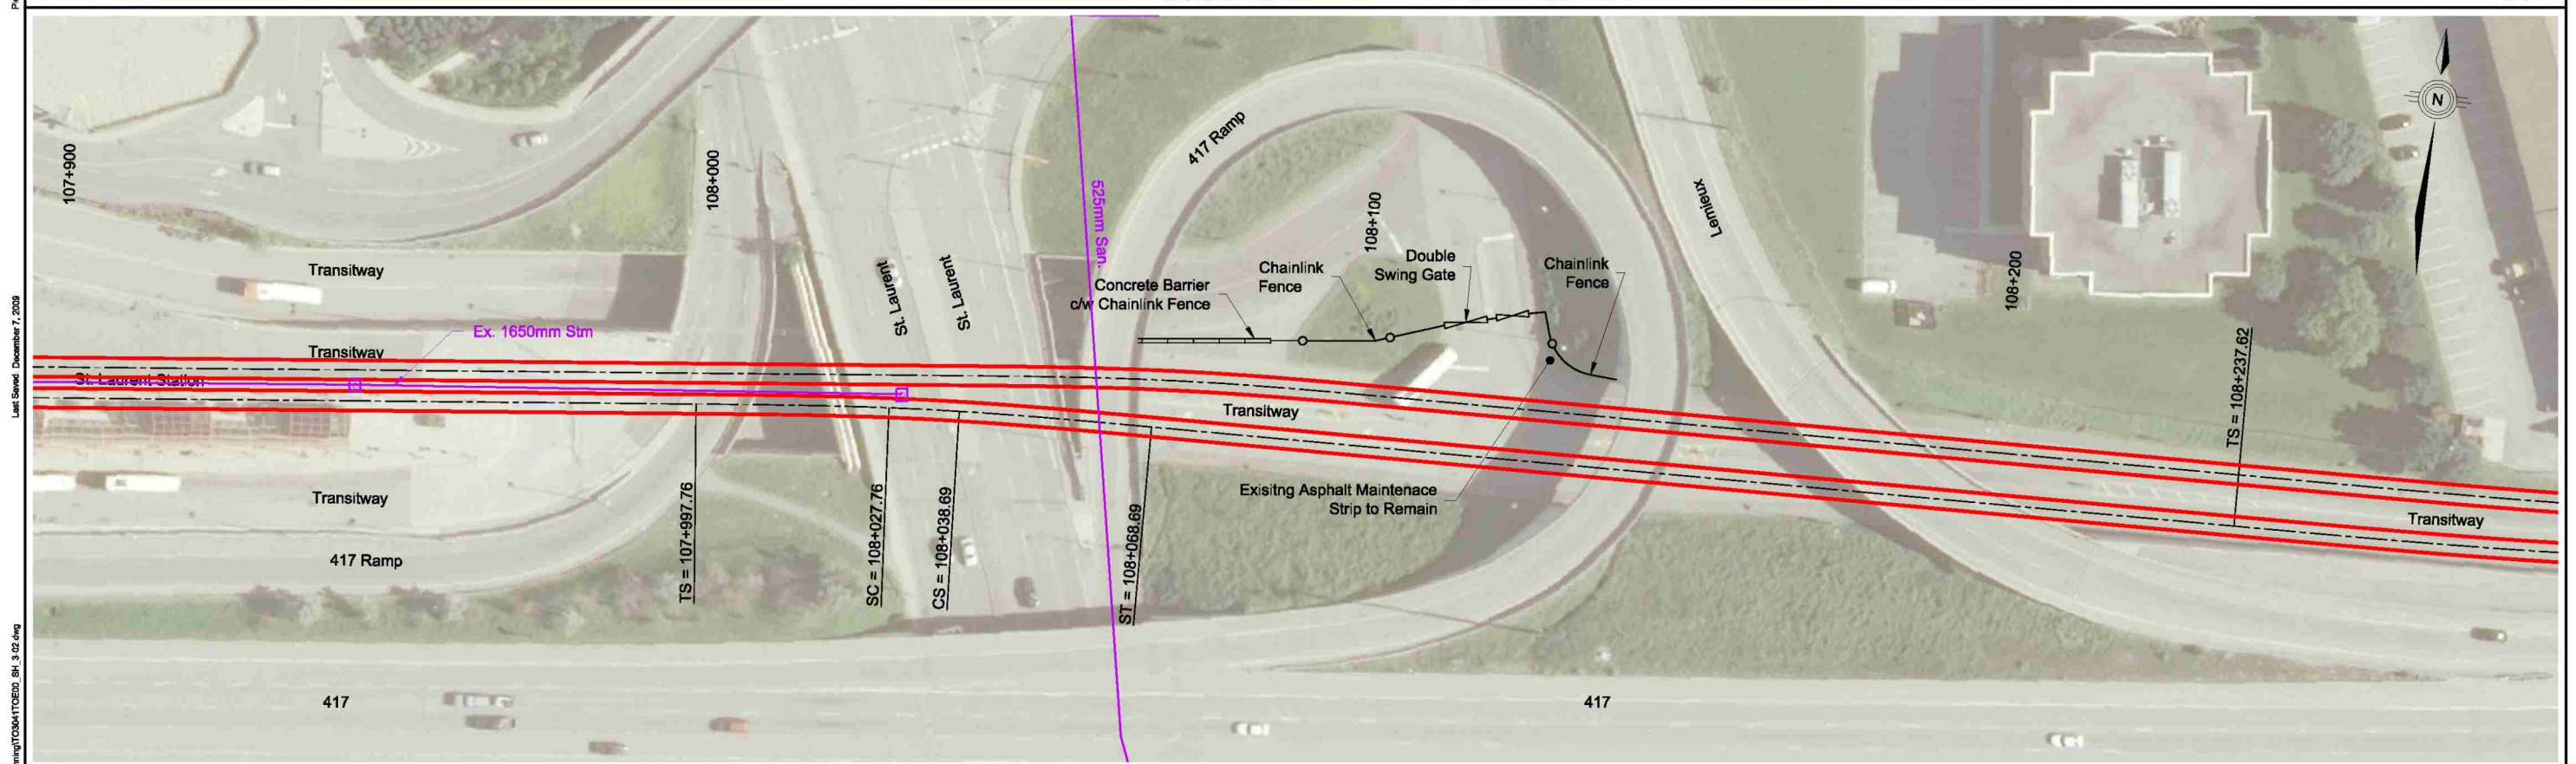 N
107+900
108+000
417 Ramp
525mm San.
108+100
Lemieux
108+200
Transitway
St. Laurent
St. Laurent
Concrete Barrier
c/w Chainlink Fence
Chainlink
Fence
Double
Swing Gate
Chainlink
Fence
Ex. 1650mm Stm
Transitway
St. Laurent Station
Transitway
TS = 108+237.62
Transitway
417 Ramp
TS = 107+997.76
SC = 108+027.76
CS = 108+038.69
ST = 108+068.69
Exisitng Asphalt Maintenace
Strip to Remain
Transitway
Transitway
417
417
Last Saved: December 7, 2009